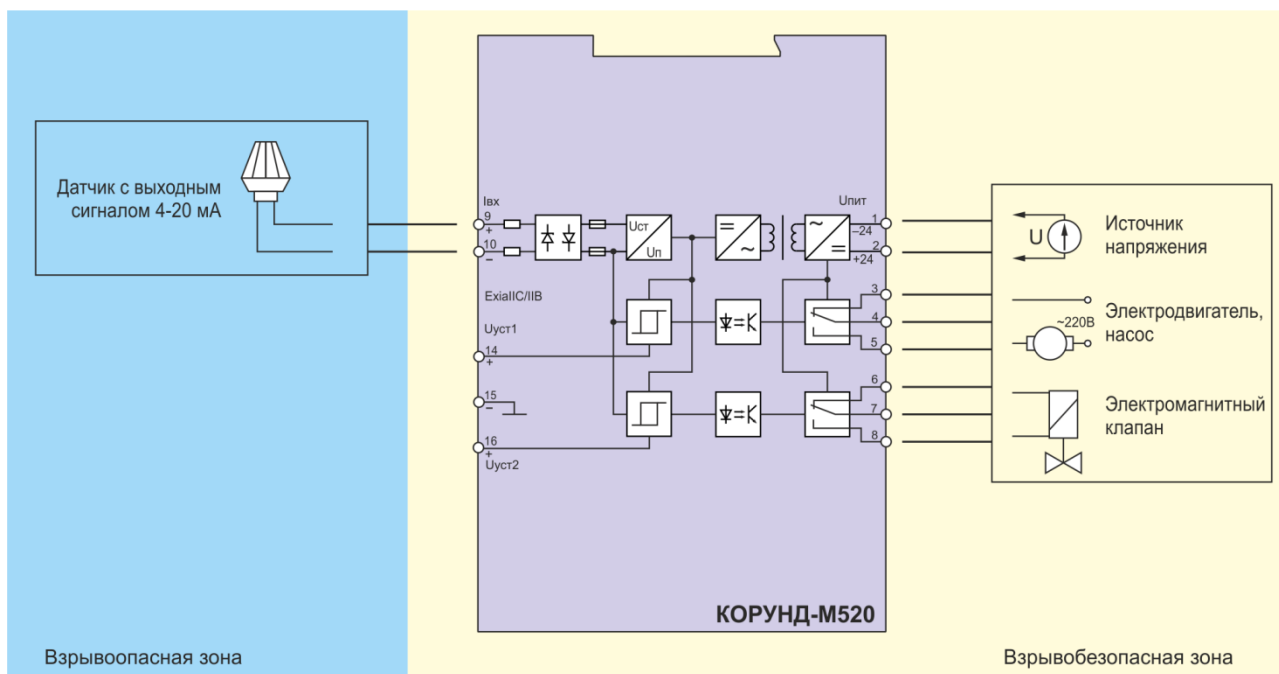 Датчик с выходным
сигналом 4-20 мА
Iвх
9
+
10
–
ExiaIIC/IIB
Uуст1
14
+
15
–
16
+
Uуст2
Uст
Uп
Uпит
1
–24
2
+24
3
4
5
6
7
8
U
Источник
напряжения
~220В
Электродвигатель,
насос
Электромагнитный
клапан
КОРУНД-М520
Взрывоопасная зона
Взрывобезопасная зона